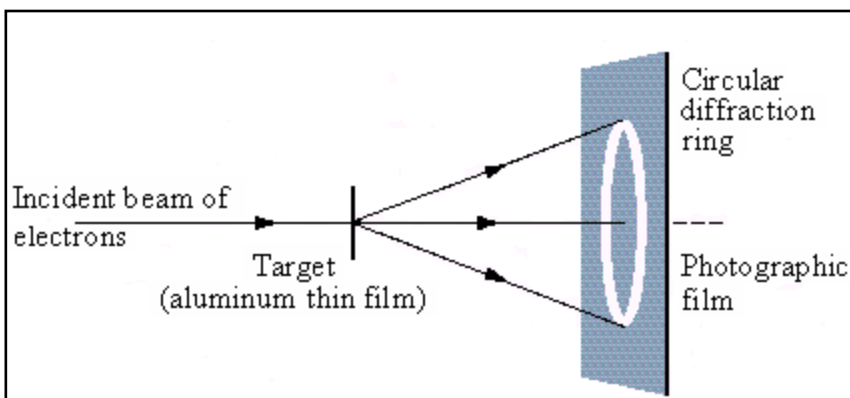 Circular
diffraction
ring
Incident beam of
electrons
Target
(aluminum thin film)
Photographic
film